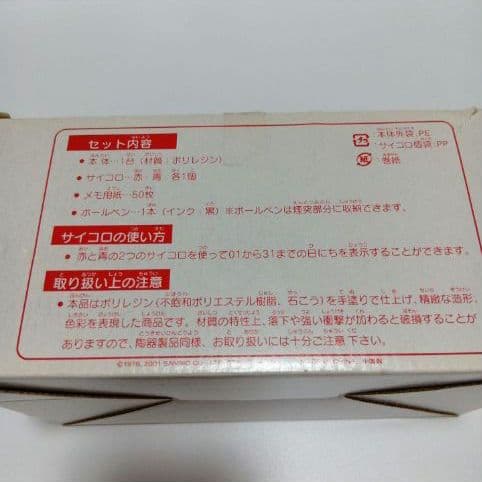 セット内容
● 本体…1台(材質:ポリレジン)
● サイコロ…赤・青 各1個
● メモ用紙…50枚
● ボールペン…1本(インク:黒)※ボールペンは煙突部分に収納できます。
:本体外袋:PE
プラ サイコロ個袋:PP
紙 :巻紙
サイコロの使い方
● 赤と青の2つのサイコロを使って01から31までの日にちを表示することができます。
取り扱い上の注意
● 本品はポリレジン(不飽和ポリエステル樹脂、石こう)を手塗りで仕上げ、精緻な造形、
色彩を表現した商品です。材質の特性上、落下や強い衝撃が加わると破損することが
ありますので、陶器製品同様、お取り扱いには十分ご注意下さい。
©1976, 2001 SANRIO CO., LTD. 中国製